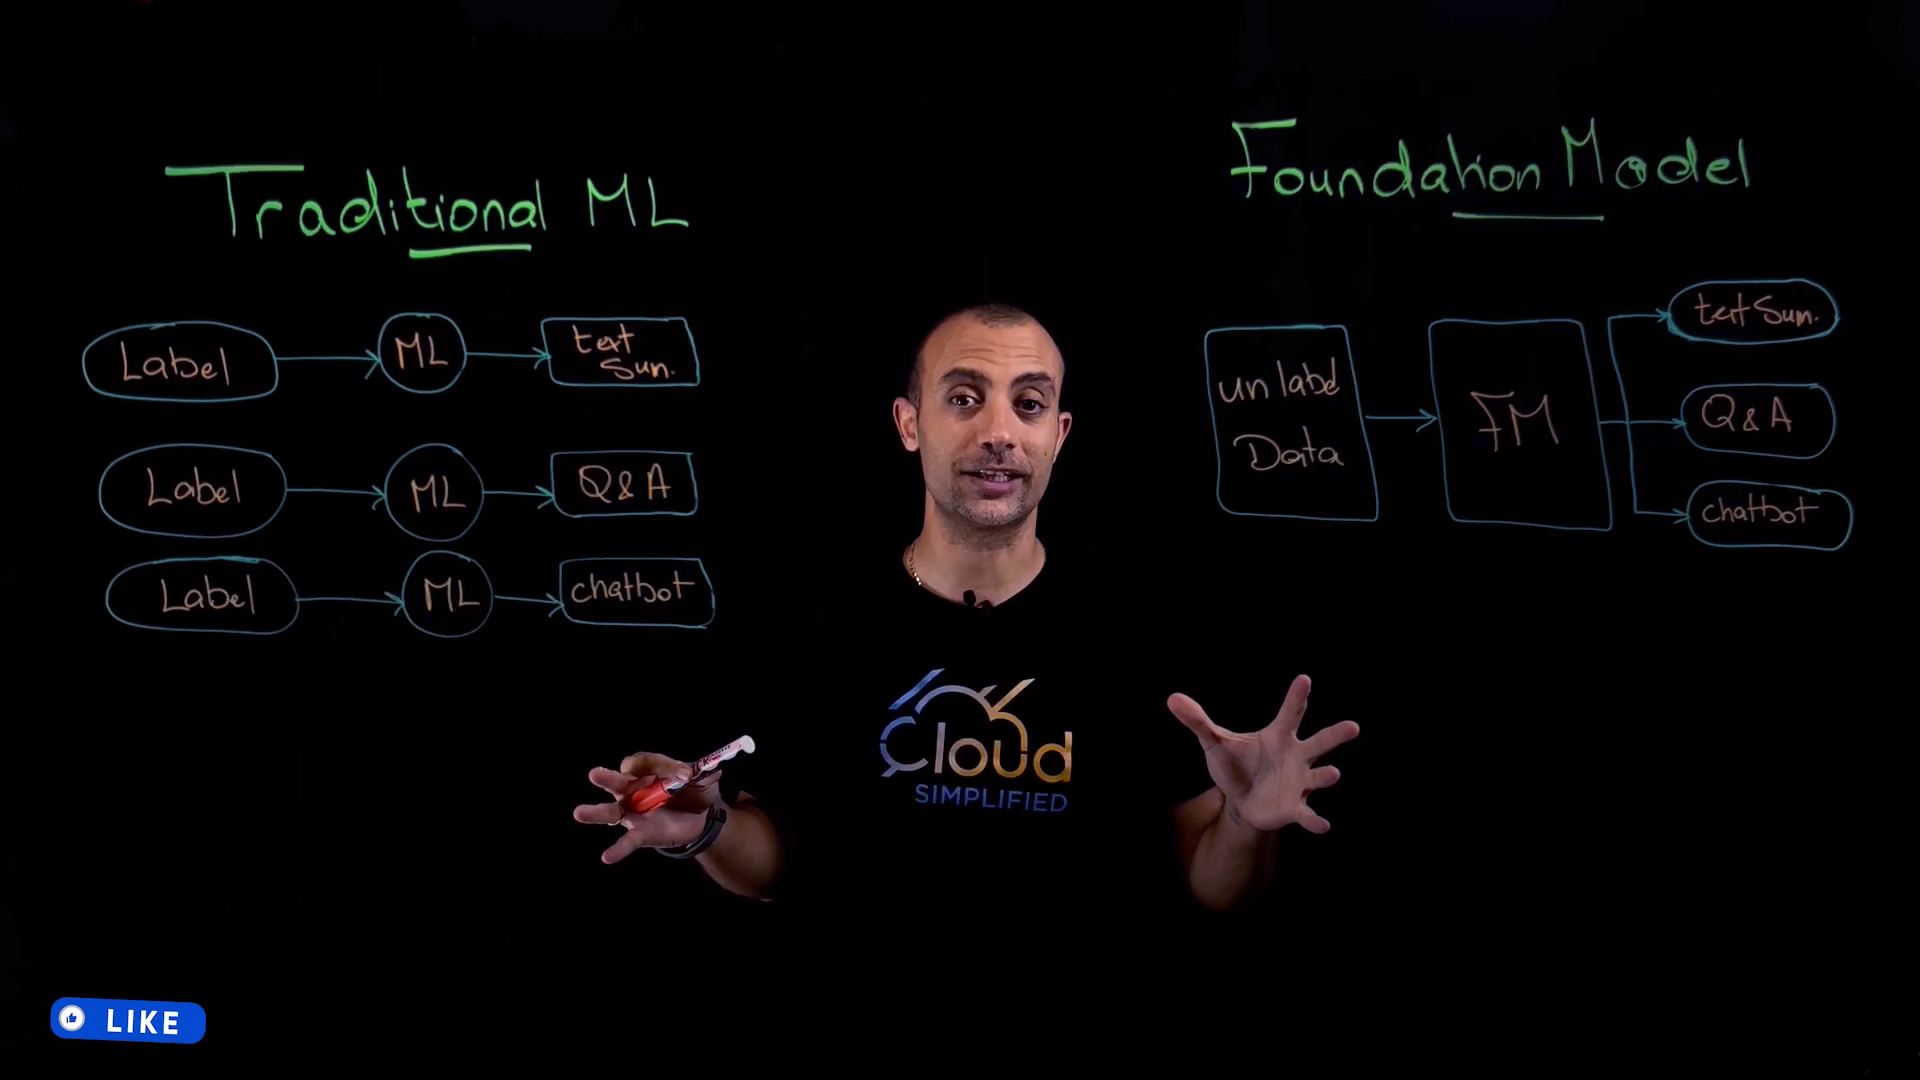 Traditional ML
Label
ML
text
Sum.
Label
ML
Q&A
Label
ML
chatbot
Foundation Model
unlabd
Data
FM
text Sum.
Q&A
chatbot
Cloud
SIMPLIFIED
LIKE